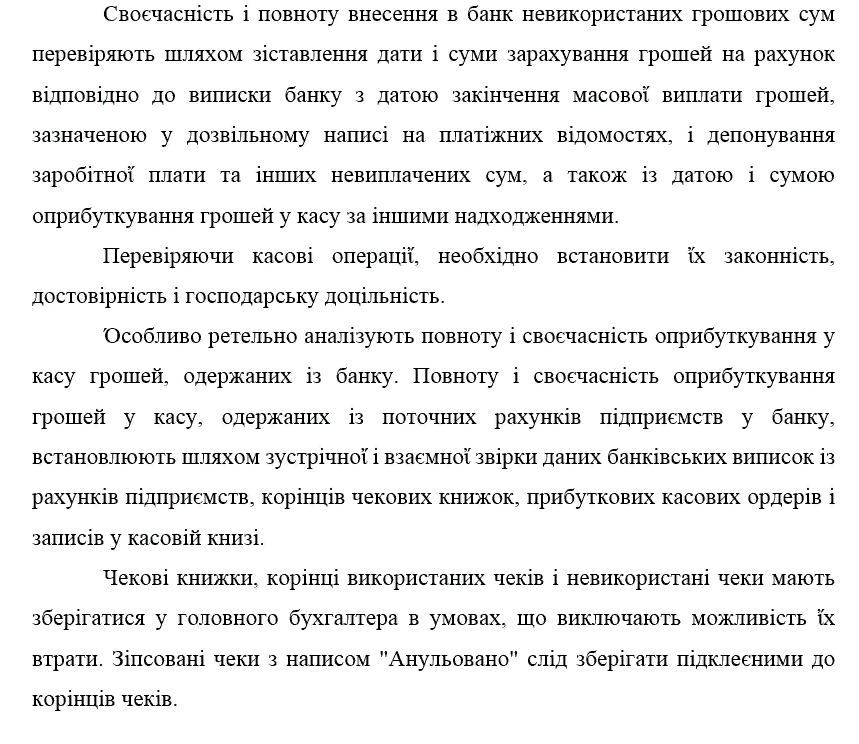 Своєчасність і повноту внесення в банк невикористаних грошових сум
перевіряють шляхом зіставлення дати і суми зарахування грошей на рахунок
відповідно до виписки банку з датою закінчення масової виплати грошей,
зазначеною у дозвільному написі на платіжних відомостях, і депонування
заробітної плати та інших невиплачених сум, а також із датою і сумою
оприбуткування грошей у касу за іншими надходженнями.
Перевіряючи касові операції, необхідно встановити їх законність,
достовірність і господарську доцільність.
Особливо ретельно аналізують повноту і своєчасність оприбуткування у
касу грошей, одержаних із банку. Повноту і своєчасність оприбуткування
грошей у касу, одержаних із поточних рахунків підприємств у банку,
встановлюють шляхом зустрічної і взаємної звірки даних банківських виписок із
рахунків підприємств, корінців чекових книжок, прибуткових касових ордерів і
записів у касовій книзі.
Чекові книжки, корінці використаних чеків і невикористані чеки мають
зберігатися у головного бухгалтера в умовах, що виключають можливість їх
втрати. Зіпсовані чеки з написом "Анульовано" слід зберігати підклеєними до
корінців чеків.